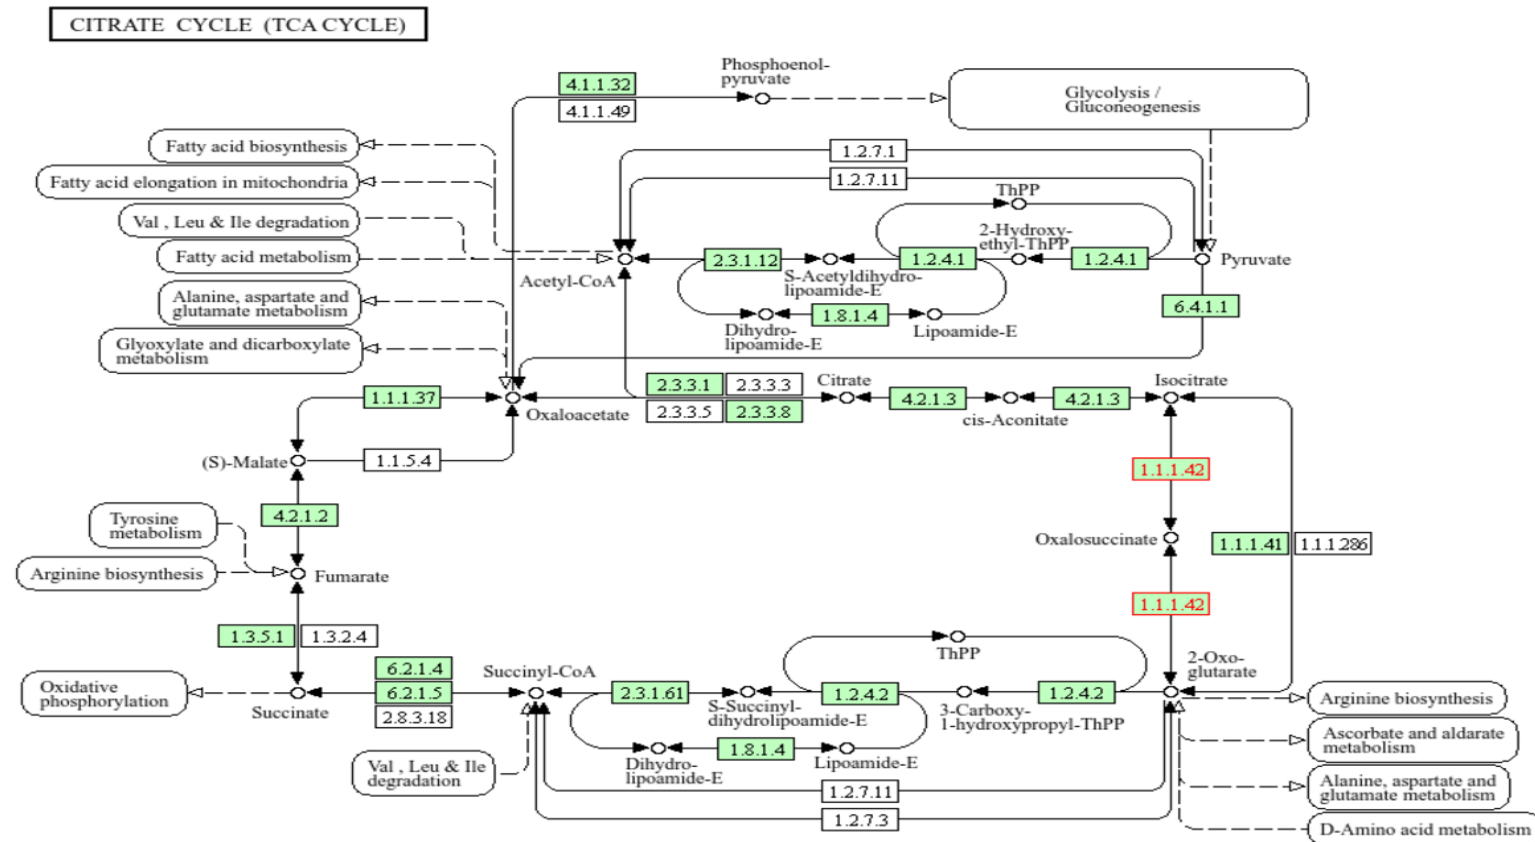 CITRATE CYCLE (TCA CYCLE)
Phosphoenol-
pyruvate
4.1.1.32
4.1.1.49
Glycolysis /
Gluconeogenesis
Fatty acid biosynthesis
Fatty acid elongation in mitochondria
Val , Leu & Ile degradation
Fatty acid metabolism
Alanine, aspartate and
glutamate metabolism
Glyoxylate and dicarboxylate
metabolism
1.2.7.1
1.2.7.11
ThPP
2-Hydroxy-
ethyl-ThPP
Acetyl-CoA
2.3.1.12
S-Acetyldihydro-
lipoamide-E
1.2.4.1
1.2.4.1
Pyruvate
Dihydro-
lipoamide-E
1.8.1.4
Lipoamide-E
6.4.1.1
1.1.1.37
Oxaloacetate
2.3.3.1
2.3.3.3
2.3.3.5
2.3.3.8
Citrate
4.2.1.3
cis-Aconitate
4.2.1.3
Isocitrate
(S)-Malate
1.1.5.4
1.1.1.42
4.2.1.2
Tyrosine
metabolism
Arginine biosynthesis
Fumarate
Oxalosuccinate
1.1.1.41
1.1.1.286
1.1.1.42
1.3.5.1
1.3.2.4
Oxidative
phosphorylation
Succinate
6.2.1.4
6.2.1.5
2.8.3.18
Succinyl-CoA
2.3.1.61
S-Succinyl-
dihydrolipoamide-E
1.2.4.2
ThPP
3-Carboxy-
1-hydroxypropyl-ThPP
1.2.4.2
2-Oxo-
glutarate
Val , Leu & Ile
degradation
Dihydro-
lipoamide-E
1.8.1.4
Lipoamide-E
1.2.7.11
1.2.7.3
Arginine biosynthesis
Ascorbate and aldarate
metabolism
Alanine, aspartate and
glutamate metabolism
D-Amino acid metabolism